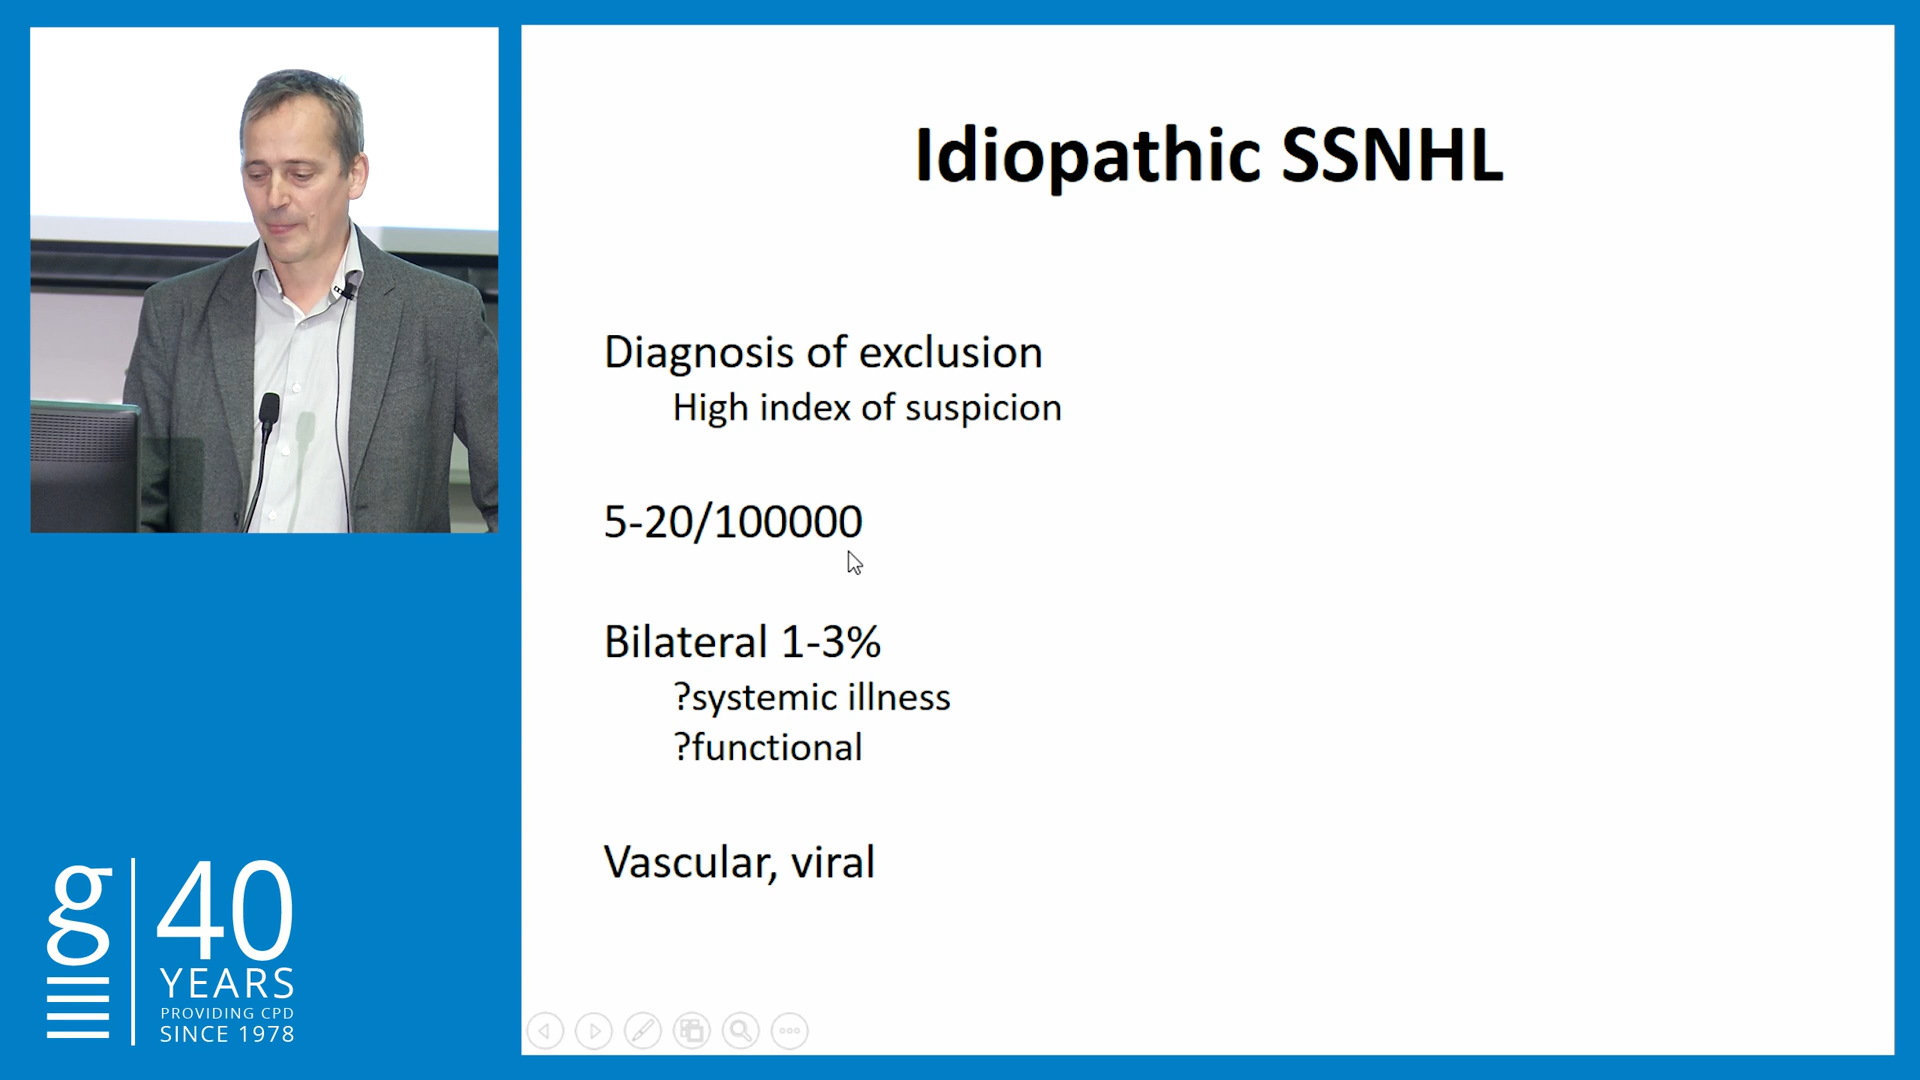 Idiopathic SSNHL
Diagnosis of exclusion
High index of suspicion
5-20/100000
Bilateral 1-3%
?systemic illness
?functional
Vascular, viral
g 40
YEARS
PROVIDING CPD
SINCE 1978